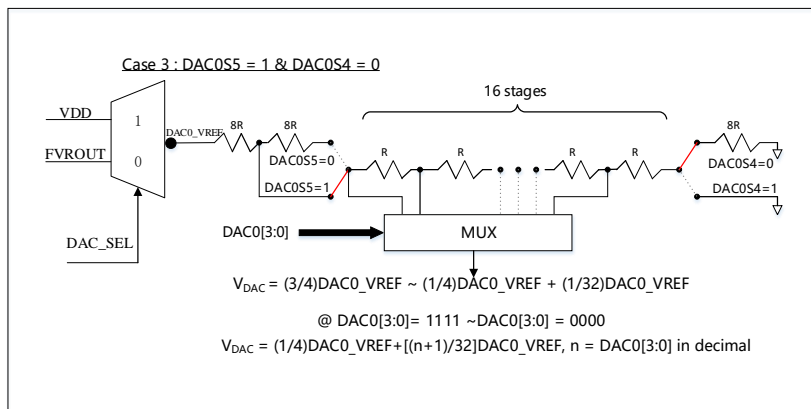 Case 3 : DAC0S5 = 1 & DAC0S4 = 0
16 stages
VDD
1
DAC0_VREF
8R
8R
R
R
R
R
8R
FVROUT
0
DAC0S5=0
DAC0S4=0
DAC0S5=1
DAC0S4=1
DAC0[3:0]
MUX
DAC_SEL
VDAC = (3/4)DAC0_VREF ~ (1/4)DAC0_VREF + (1/32)DAC0_VREF
@ DAC0[3:0]= 1111 ~DAC0[3:0] = 0000
VDAC = (1/4)DAC0_VREF+[(n+1)/32]DAC0_VREF, n = DAC0[3:0] in decimal